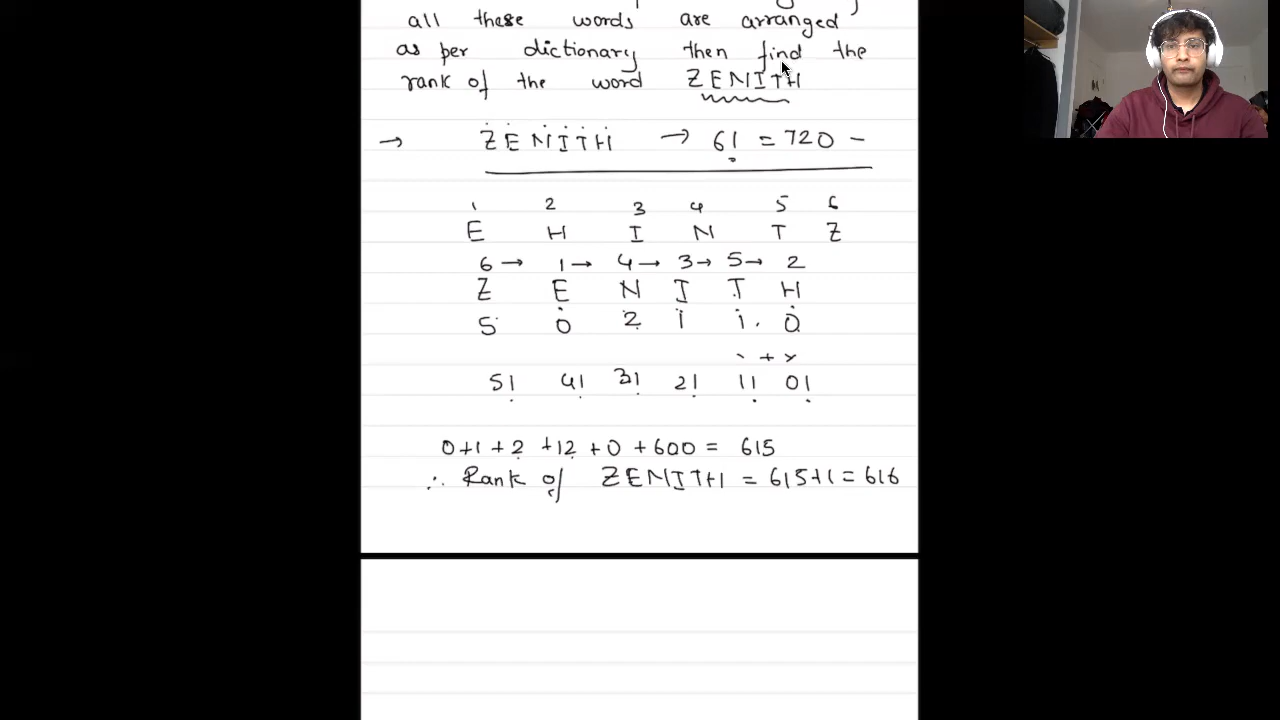 all these words are arranged
as per dictionary then find the
rank of the word ZENITH
→ ZENITH → 6! = 720 -
1 2 3 4 5 6
E H I N T Z
6 → 1 → 4 → 3 → 5 → 2
Z E N I T H
5 0 2 1 1 0
5! 4! 3! 2! 1! 0!
0+1+2+12+0+600 = 615
∴ Rank of ZENITH = 615+1 = 616